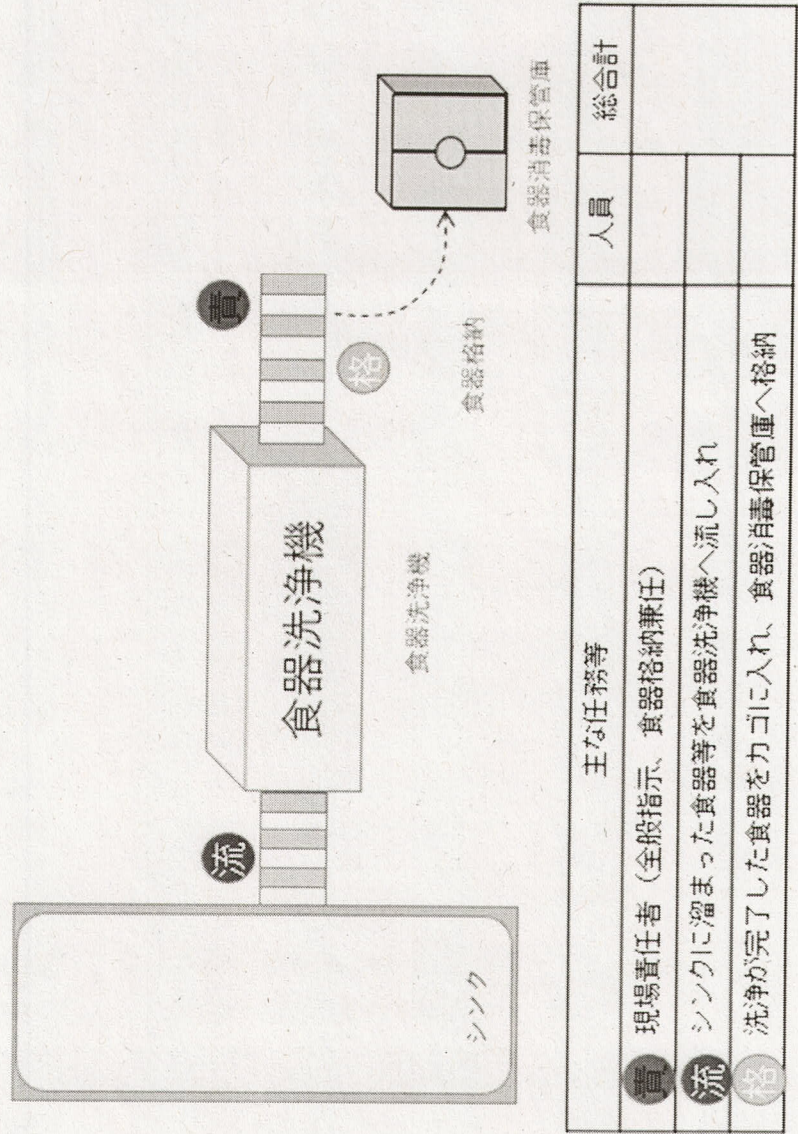 責
流
格
食器洗浄機
シンク
食器洗浄機
食器格納
食器消毒保管庫
主な任務等 人員 総合計
責 現場責任者（全般指示、食器格納兼任）
流 シンクに溜まった食器等を食器洗浄機へ流し入れ
格 洗浄が完了した食器をカゴに入れ、食器消毒保管庫へ格納